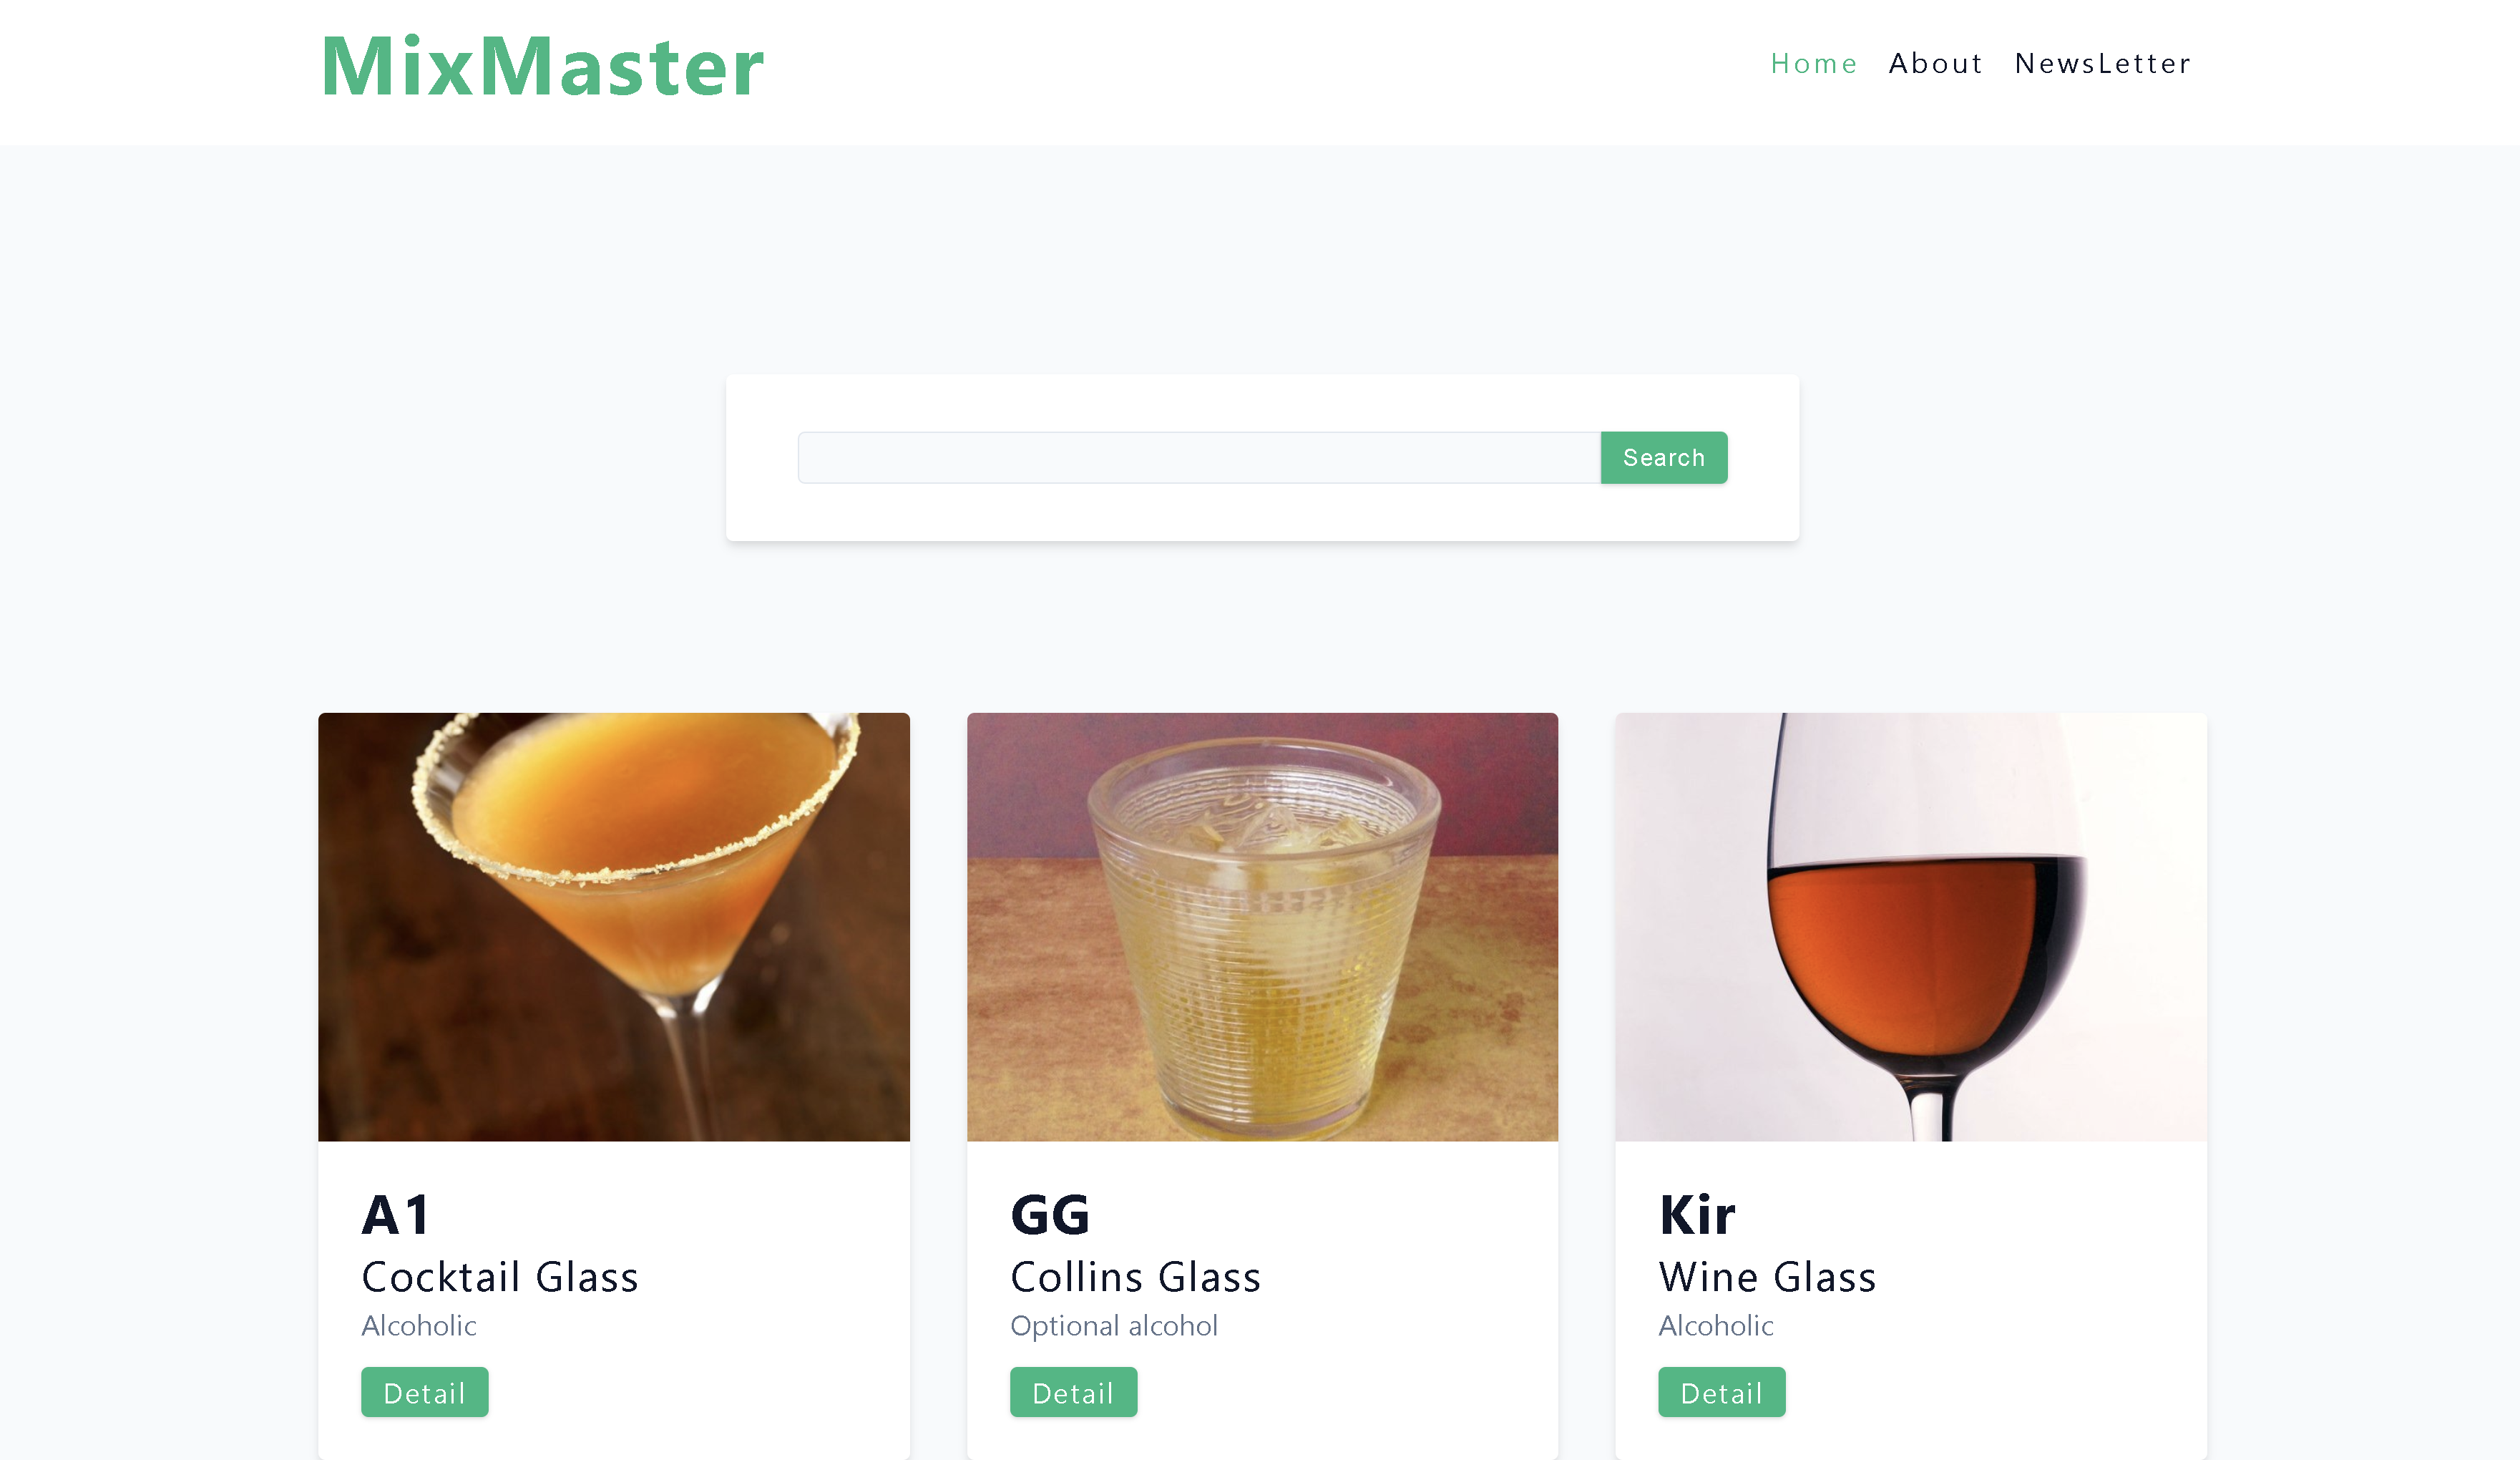 MixMaster
Home About NewsLetter
Search
A1
Cocktail Glass
Alcoholic
Detail
GG
Collins Glass
Optional alcohol
Detail
Kir
Wine Glass
Alcoholic
Detail